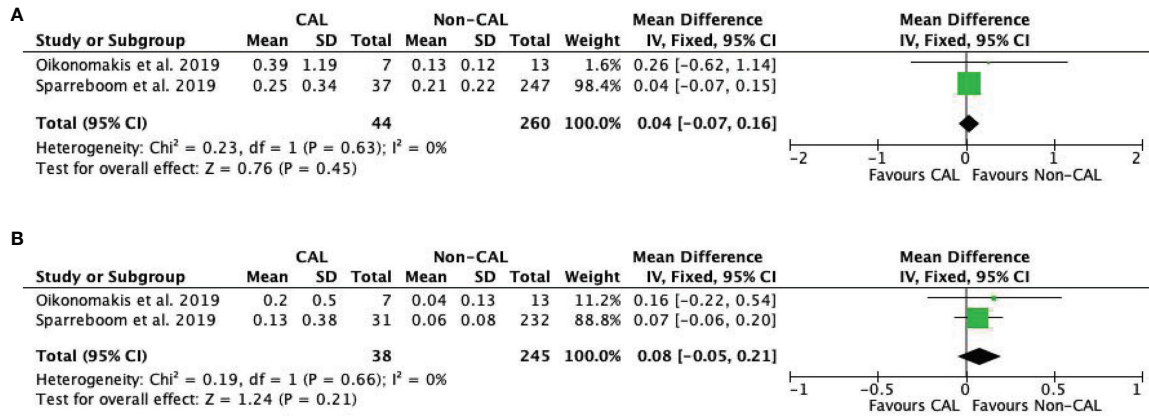 A
CAL Non-CAL Mean Difference Mean Difference
Study or Subgroup Mean SD Total Mean SD Total Weight IV, Fixed, 95% CI IV, Fixed, 95% CI
Oikonomakis et al. 2019 0.39 1.19 7 0.13 0.12 13 1.6% 0.26 [-0.62, 1.14]
Sparreboom et al. 2019 0.25 0.34 37 0.21 0.22 247 98.4% 0.04 [-0.07, 0.15]
Total (95% CI) 44 260 100.0% 0.04 [-0.07, 0.16]
Heterogeneity: Chi² = 0.23, df = 1 (P = 0.63); I² = 0%
Test for overall effect: Z = 0.76 (P = 0.45)
-2 -1 0 1 2
Favours CAL Favours Non-CAL
B
CAL Non-CAL Mean Difference Mean Difference
Study or Subgroup Mean SD Total Mean SD Total Weight IV, Fixed, 95% CI IV, Fixed, 95% CI
Oikonomakis et al. 2019 0.2 0.5 7 0.04 0.13 13 11.2% 0.16 [-0.22, 0.54]
Sparreboom et al. 2019 0.13 0.38 31 0.06 0.08 232 88.8% 0.07 [-0.06, 0.20]
Total (95% CI) 38 245 100.0% 0.08 [-0.05, 0.21]
Heterogeneity: Chi² = 0.19, df = 1 (P = 0.66); I² = 0%
Test for overall effect: Z = 1.24 (P = 0.21)
-1 -0.5 0 0.5 1
Favours CAL Favours Non-CAL